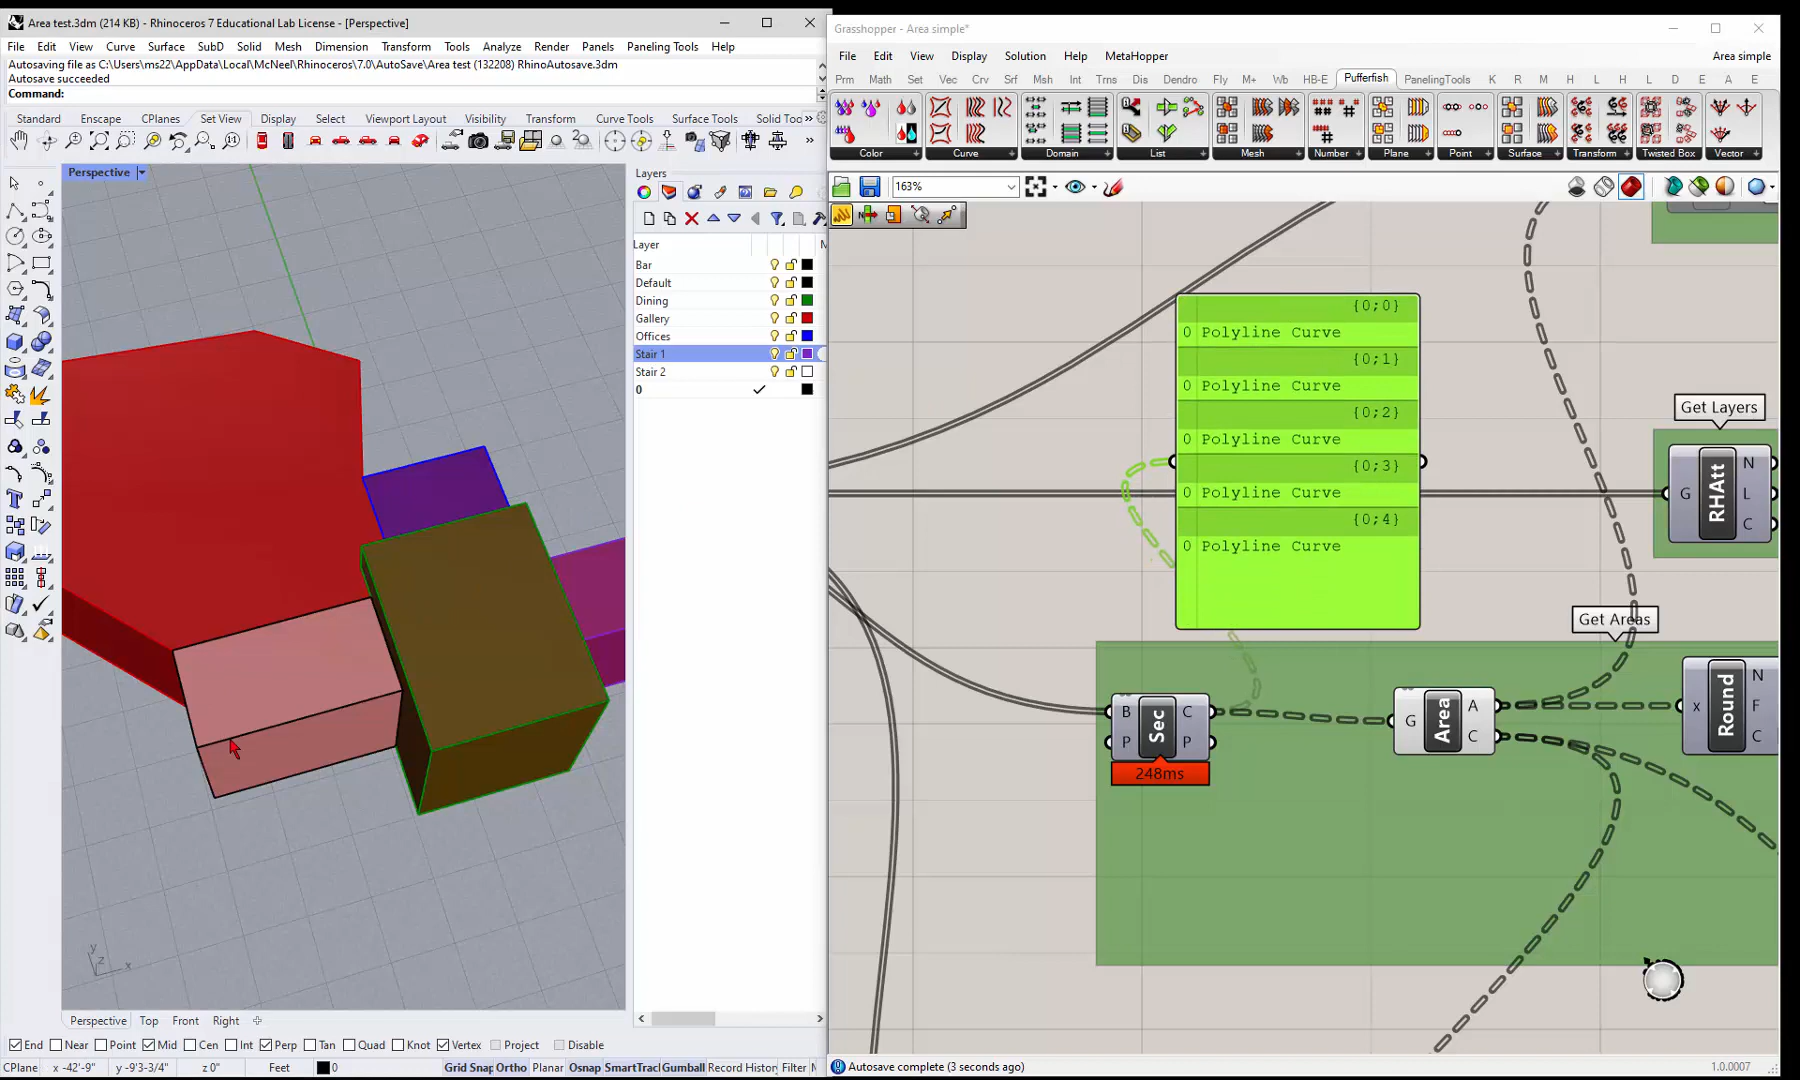 Area test.3dm (214 KB) - Rhinoceros 7 Educational Lab License - [Perspective]
File Edit View Curve Surface SubD Solid Mesh Dimension Transform Tools Analyze Render Panels Paneling Tools Help
Autosaving file as C:\Users\ms22\AppData\Local\McNeel\Rhinoceros\7.0\AutoSave\Area test (132208) RhinoAutosave.3dm
Autosave succeeded
Command:
Standard Enscape CPlanes Set View Display Select Viewport Layout Visibility Transform Curve Tools Surface Tools Solid Too »
Perspective
Layers
Layer M
Bar
Default
Dining
Gallery
Offices
Stair 1
Stair 2
0
y
z x
Perspective Top Front Right
End Near Point Mid Cen Int Perp Tan Quad Knot Vertex Project Disable
CPlane x -42'-9" y -9'3-3/4" z 0" Feet 0 Grid Snap Ortho Planar Osnap SmartTrac Gumball Record History Filter
Grasshopper - Area simple*
File Edit View Display Solution Help MetaHopper Area simple
Prm Math Set Vec Crv Srf Msh Int Trns Dis Dendro Fly M+ Wb HB-E Pufferfish PanelingTools K R M H L H L D E A E
Color Curve Domain List Mesh Number Plane Point Surface Transform Twisted Box Vector
163%
{0;0}
0 Polyline Curve
{0;1}
0 Polyline Curve
{0;2}
0 Polyline Curve
{0;3}
0 Polyline Curve
{0;4}
0 Polyline Curve
Get Layers
G RHAtt N L C
Get Areas
B P Sec C P
248ms
G Area A C
x Round N F C
Autosave complete (3 seconds ago)
1.0.0007